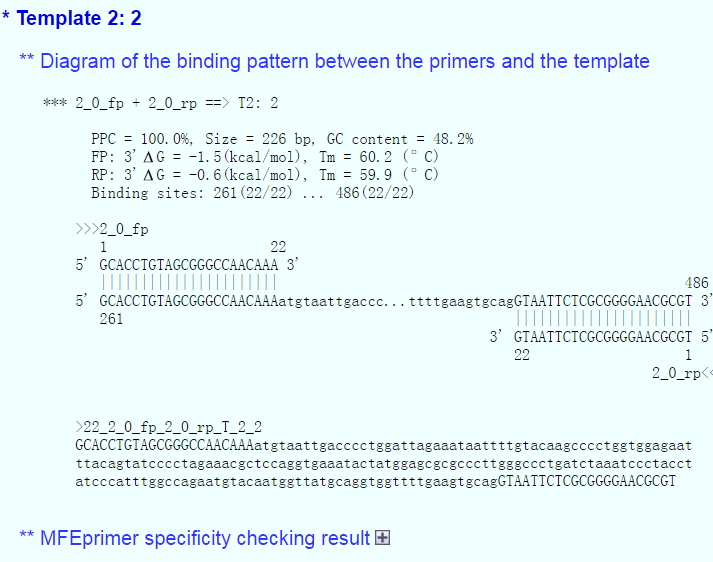 * Template 2: 2
** Diagram of the binding pattern between the primers and the template
*** 2_0_fp + 2_0_rp ==> T2: 2
PPC = 100.0%, Size = 226 bp, GC content = 48.2%
FP: 3' ΔG = -1.5(kcal/mol), Tm = 60.2 (°C)
RP: 3' ΔG = -0.6(kcal/mol), Tm = 59.9 (°C)
Binding sites: 261(22/22) ... 486(22/22)
>>>2_0_fp
1 22
5' GCACCTGTAGCGGGCCAACAAA 3'
486
5' GCACCTGTAGCGGGCCAACAAAatgtaattgaccc...ttttgaagtgcagGTAATTCTCGCGGGGAACGCGT 3'
261
3' GTAATTCTCGCGGGGAACGCGT 5'
22 1
2_0_rp<<
>22_2_0_fp_2_0_rp_T_2_2
GCACCTGTAGCGGGCCAACAAAatgtaattgacccctggattagaaataattttgtacaagcccctggtggagaat
ttacagtatcccctagaaacgctccaggtgaaatactatggagcgcgcccttgggccctgatctaaatccctacct
atcccatttggccagaatgtacaatggttatgcaggtggttttgaagtgcagGTAATTCTCGCGGGGAACGCGT
** MFEprimer specificity checking result